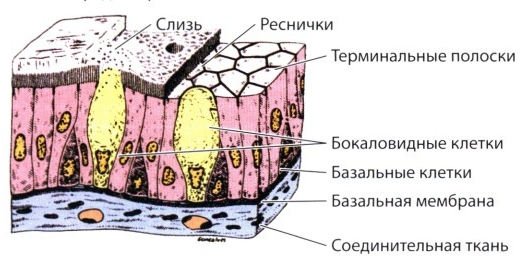 Слизь
Реснички
Терминальные полоски
Бокаловидные клетки
Базальные клетки
Базальная мембрана
Соединительная ткань